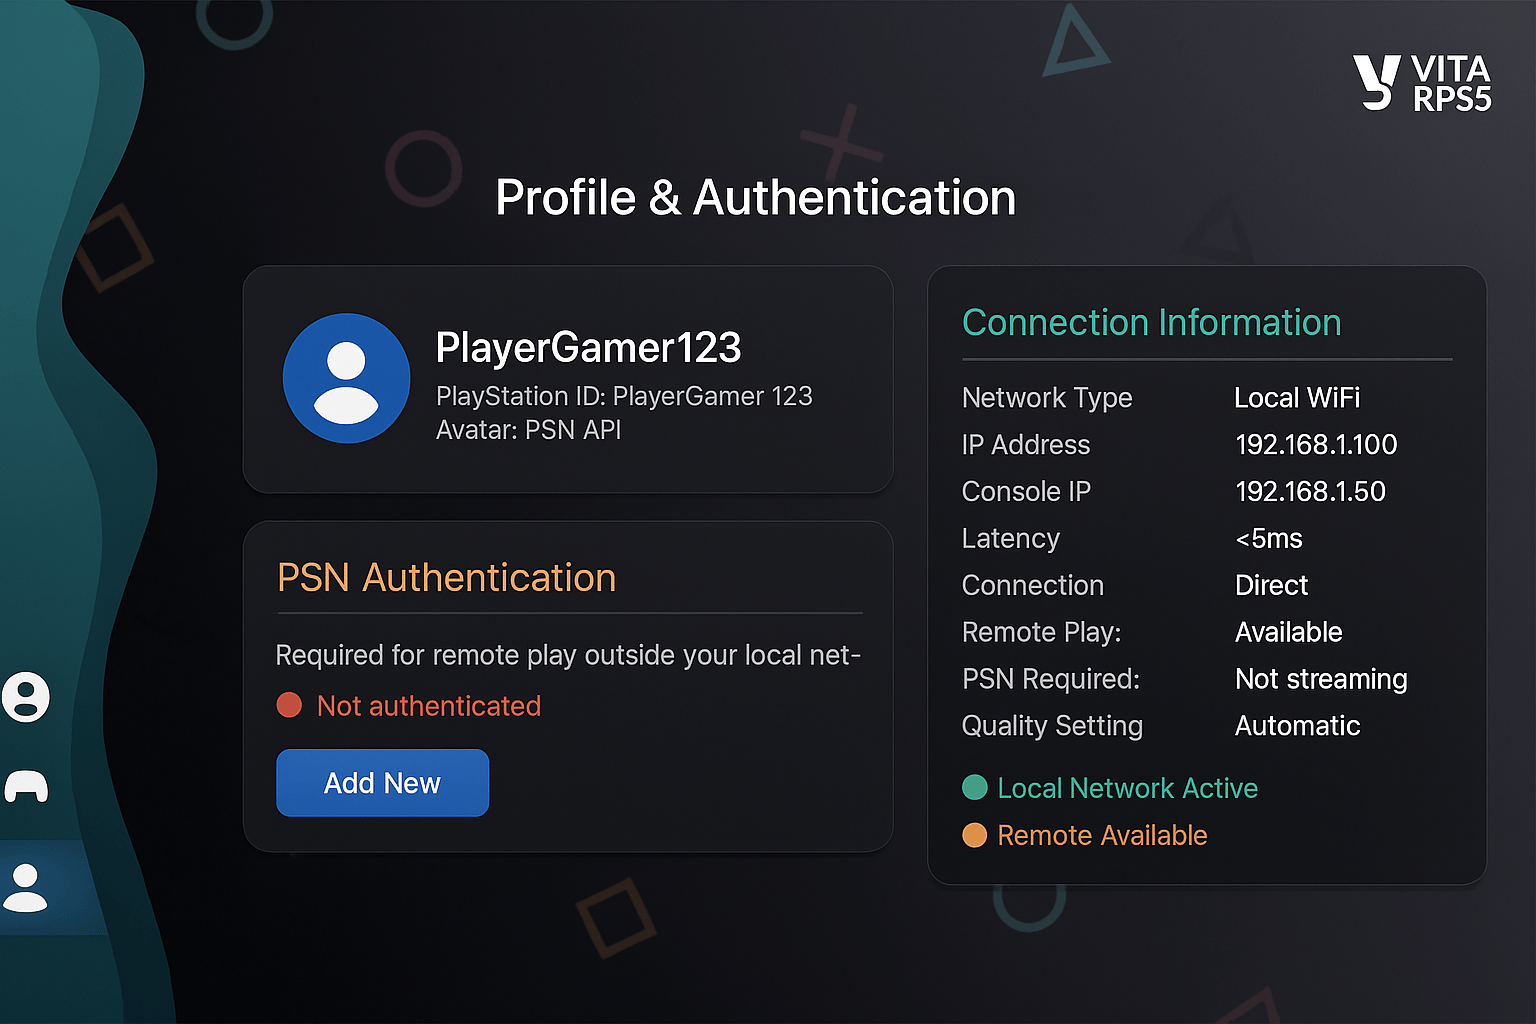 VITA
RPS5
Profile & Authentication
PlayerGamer123
PlayStation ID: PlayerGamer 123
Avatar: PSN API
PSN Authentication
Required for remote play outside your local net-
Not authenticated
Add New
Connection Information
Network Type Local WiFi
IP Address 192.168.1.100
Console IP 192.168.1.50
Latency <5ms
Connection Direct
Remote Play: Available
PSN Required: Not streaming
Quality Setting Automatic
Local Network Active
Remote Available